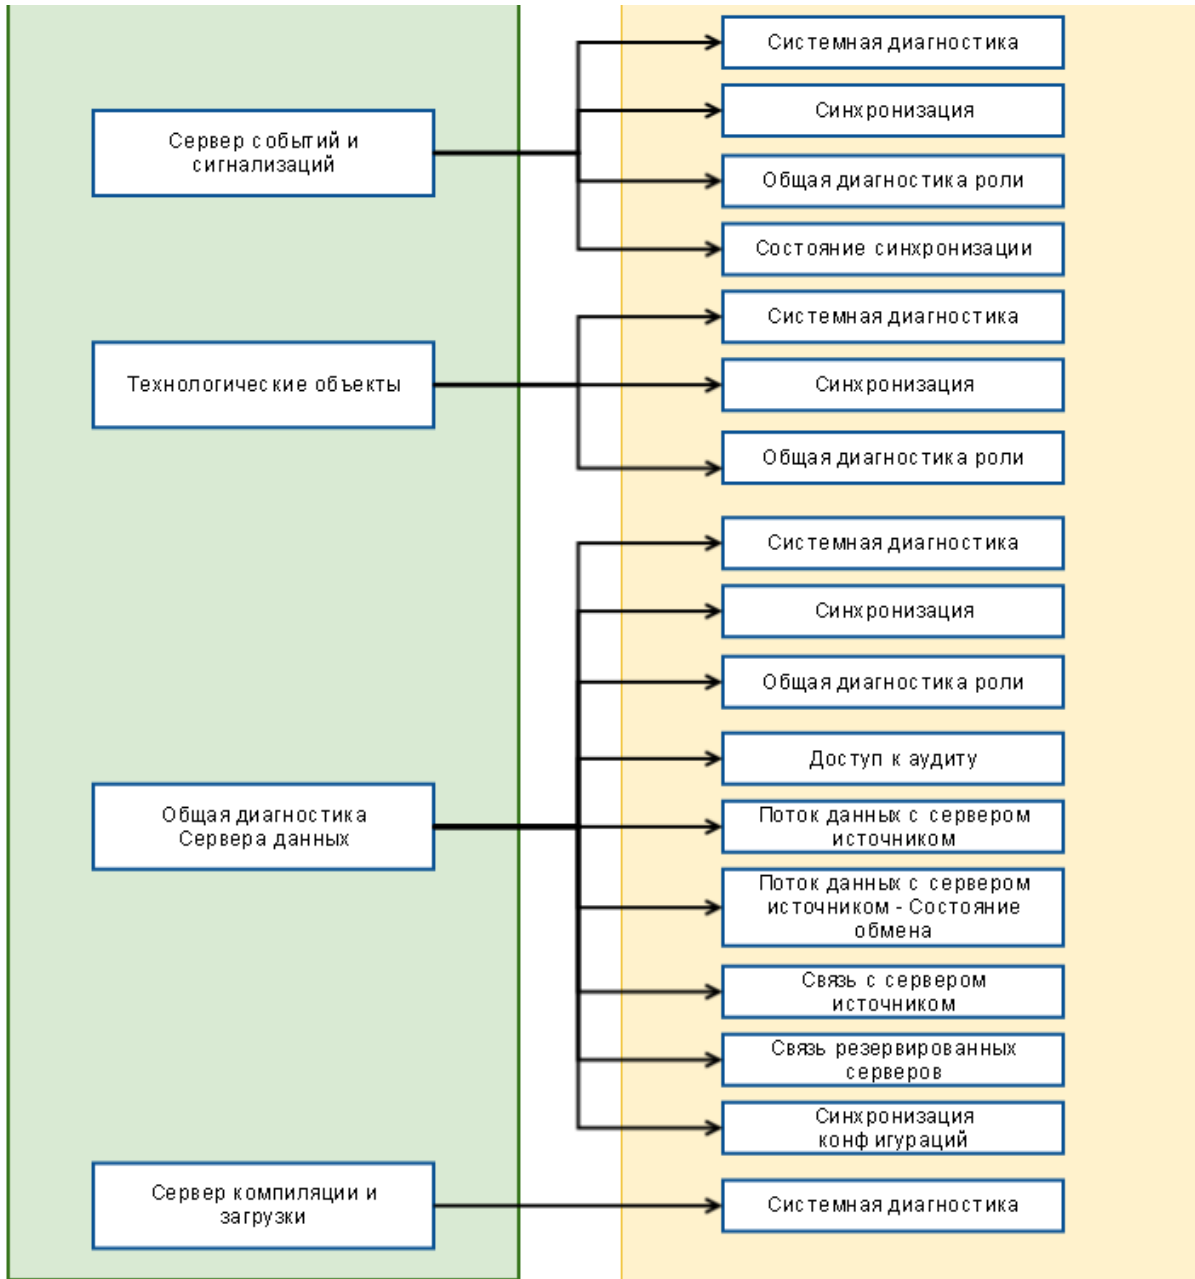 Сервер событий и
сигнализаций
Системная диагностика
Синхронизация
Общая диагностика роли
Состояние синхронизации
Технологические объекты
Системная диагностика
Синхронизация
Общая диагностика роли
Общая диагностика
Сервера данных
Системная диагностика
Синхронизация
Общая диагностика роли
Доступ к аудиту
Поток данных с сервером
источником
Поток данных с сервером
источником - Состояние
обмена
Связь с сервером
источником
Связь резервированных
серверов
Синхронизация
конфигураций
Сервер компиляции и
загрузки
Системная диагностика